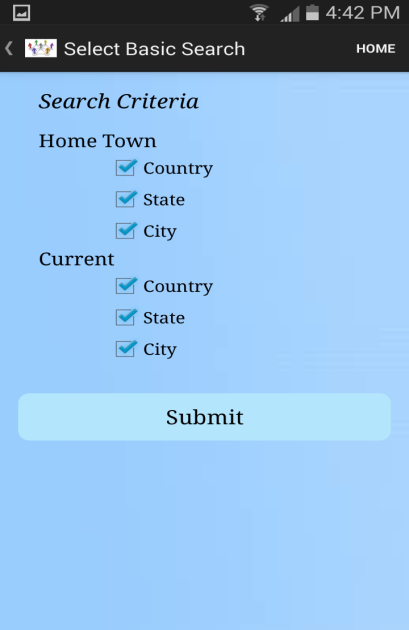 4:42 PM
Select Basic Search
HOME
Search Criteria
Home Town
Country
State
City
Current
Country
State
City
Submit